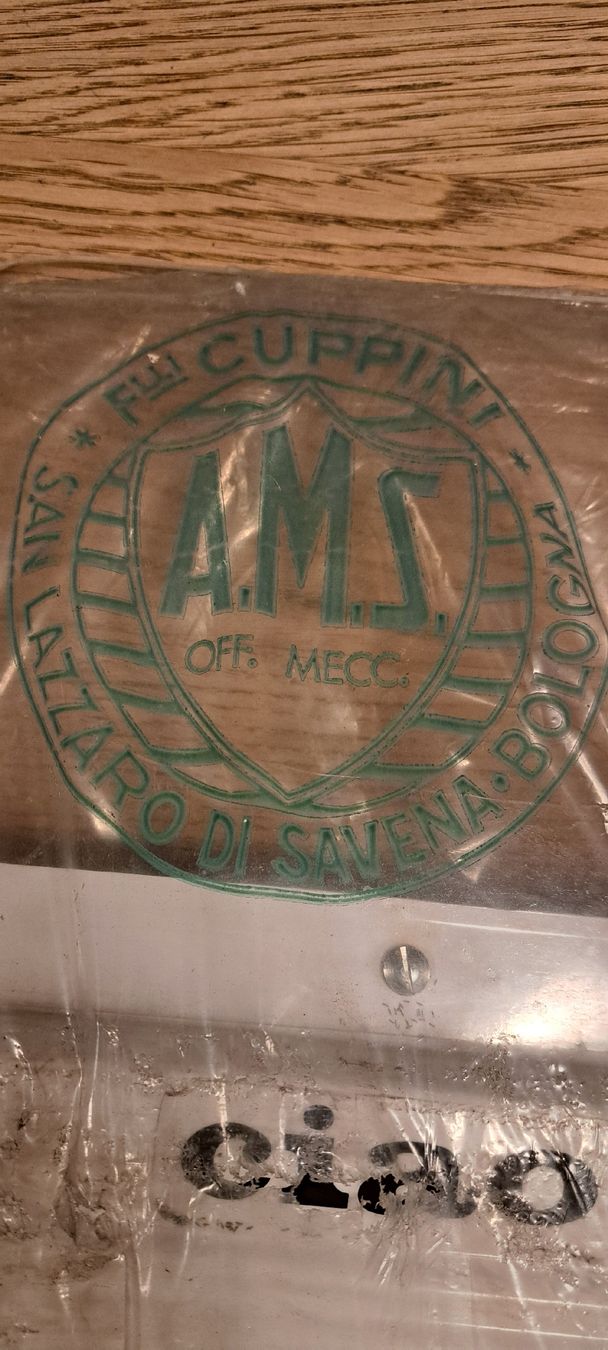 F.lli CUPPINI
A.M.S.
OFF. MECC.
* SAN LAZZARO DI SAVENA • BOLOGNA *
ciao